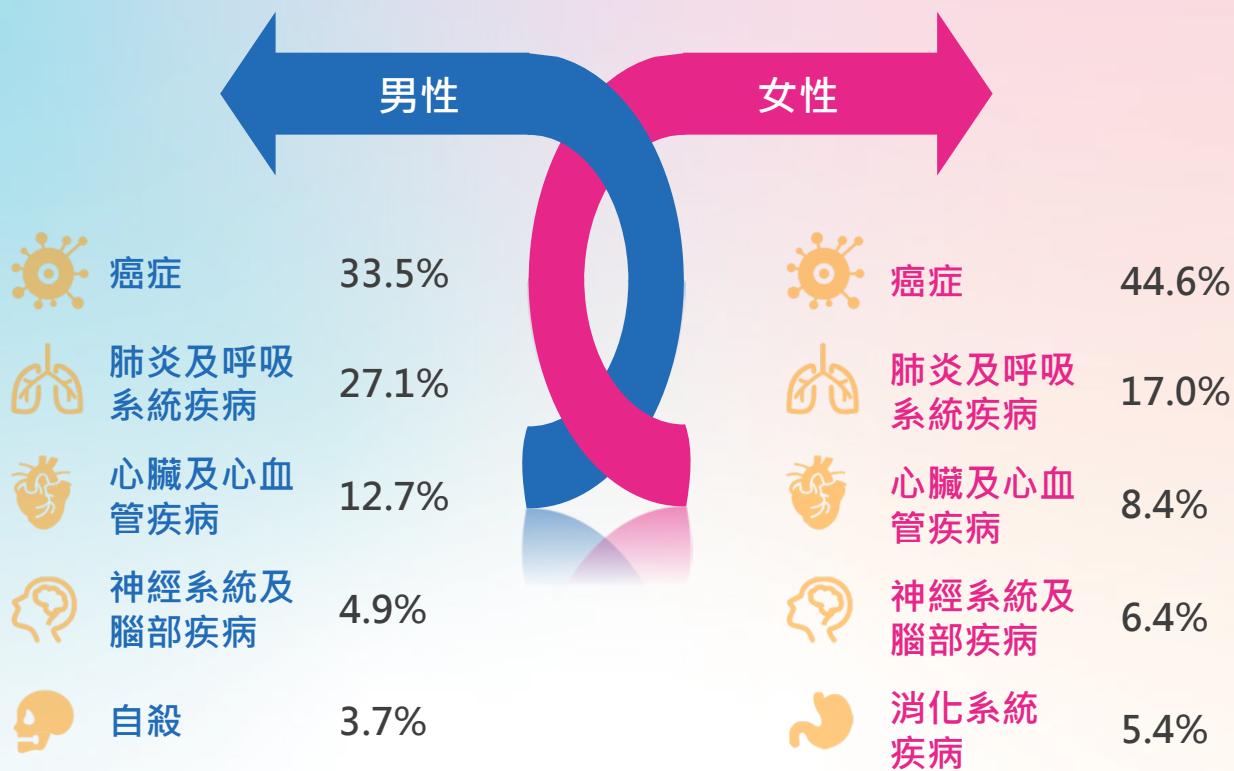 男性
癌症
33.5%
肺炎及呼吸
系統疾病
27.1%
心臟及心血
管疾病
12.7%
神經系統及
腦部疾病
4.9%
自殺
3.7%
女性
癌症
44.6%
肺炎及呼吸
系統疾病
17.0%
心臟及心血
管疾病
8.4%
神經系統及
腦部疾病
6.4%
消化系統
疾病
5.4%